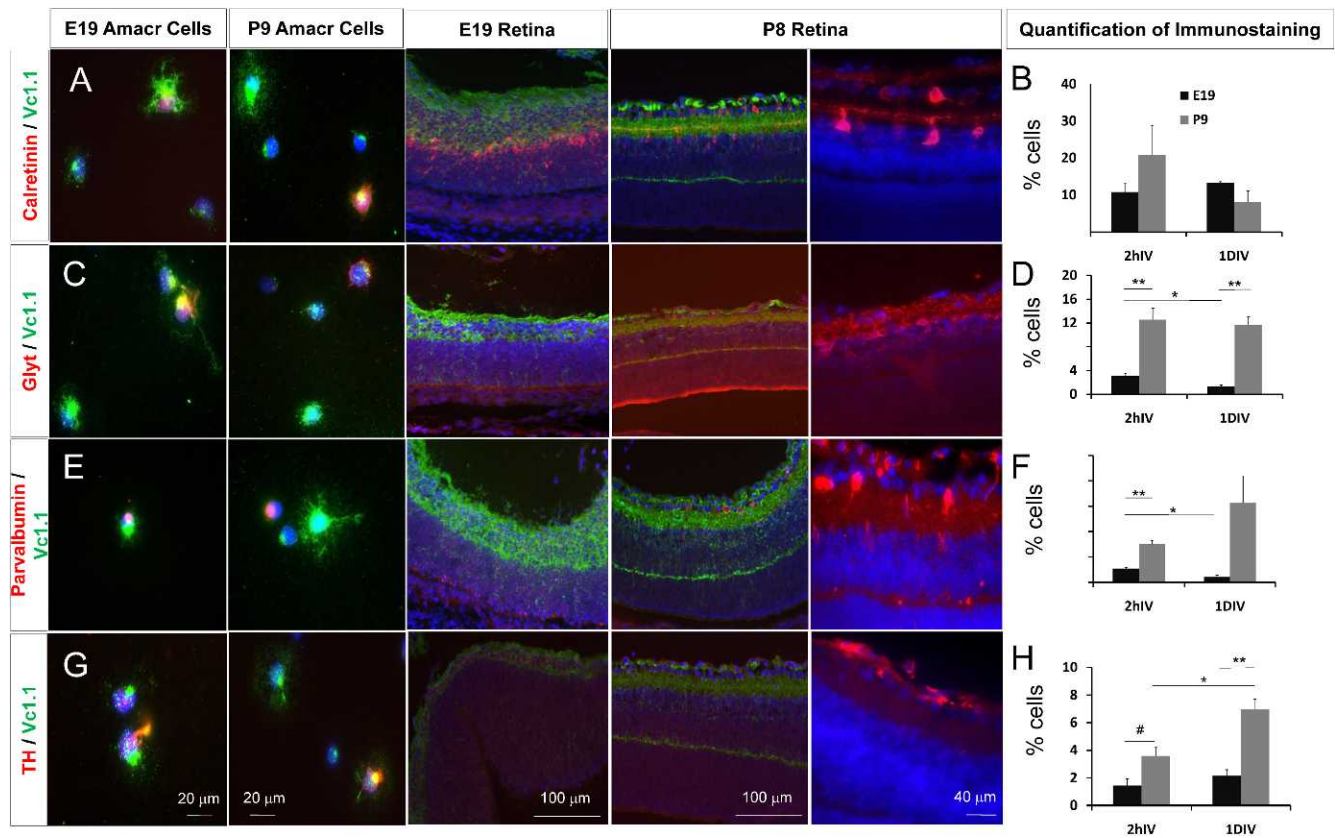 E19 Amacr Cells
P9 Amacr Cells
E19 Retina
P8 Retina
Quantification of Immunostaining
Calretinin / Vc1.1
A
B
% cells
40
30
20
10
E19
P9
2hIV
1DIV
Glyt / Vc1.1
C
D
% cells
20
16
12
8
4
0
**
*
**
2hIV
1DIV
Parvalbumin /
Vc1.1
E
F
% cells
**
*
2hIV
1DIV
TH / Vc1.1
G
20 µm
20 µm
100 µm
100 µm
40 µm
H
% cells
10
8
6
4
2
0
#
*
**
2hIV
1DIV